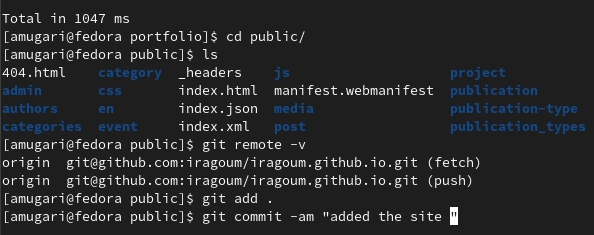 Total in 1047 ms
[amugari@fedora portfolio]$ cd public/
[amugari@fedora public]$ ls
404.html    category  _headers    js                    project
admin       css       index.html  manifest.webmanifest  publication
authors     en        index.json  media                 publication-type
categories  event     index.xml   post                  publication_types
[amugari@fedora public]$ git remote -v
origin  git@github.com:iragoum/iragoum.github.io.git (fetch)
origin  git@github.com:iragoum/iragoum.github.io.git (push)
[amugari@fedora public]$ git add .
[amugari@fedora public]$ git commit -am "added the site "